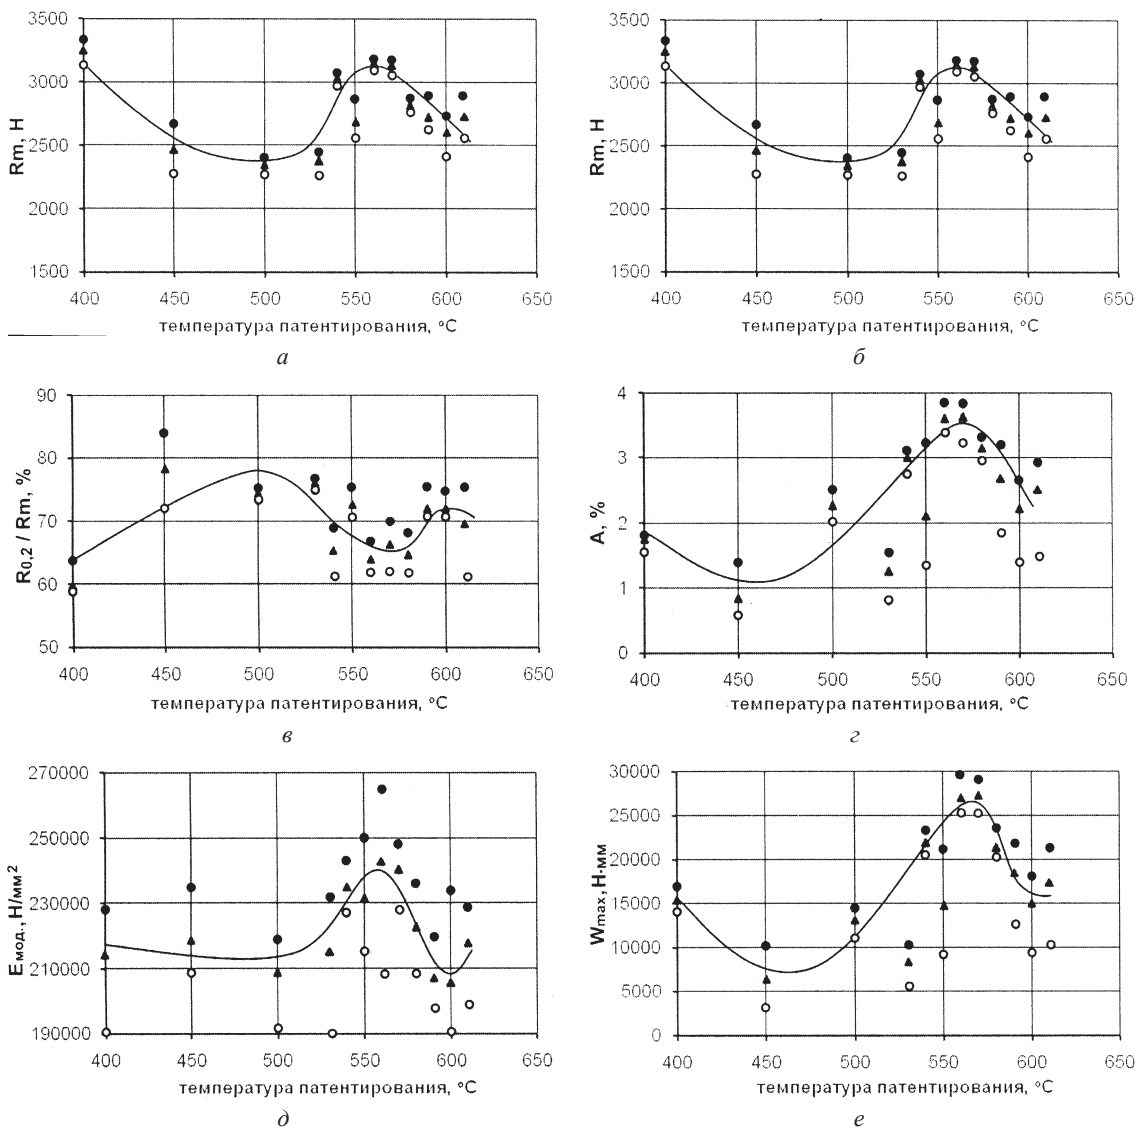 3500
3000
2500
2000
1500
Rm, Н
400 450 500 550 600 650
температура патентирования, °С
а
3500
3000
2500
2000
1500
Rm, Н
400 450 500 550 600 650
температура патентирования, °С
б
90
80
70
60
50
R0,2 / Rm, %
400 450 500 550 600 650
температура патентирования, °С
в
4
3
2
1
0
A, %
400 450 500 550 600 650
температура патентирования, °С
г
270000
250000
230000
210000
190000
Eмод., Н/мм²
400 450 500 550 600 650
температура патентирования, °С
д
30000
25000
20000
15000
10000
5000
0
Wmax, Н·мм
400 450 500 550 600 650
температура патентирования, °С
е